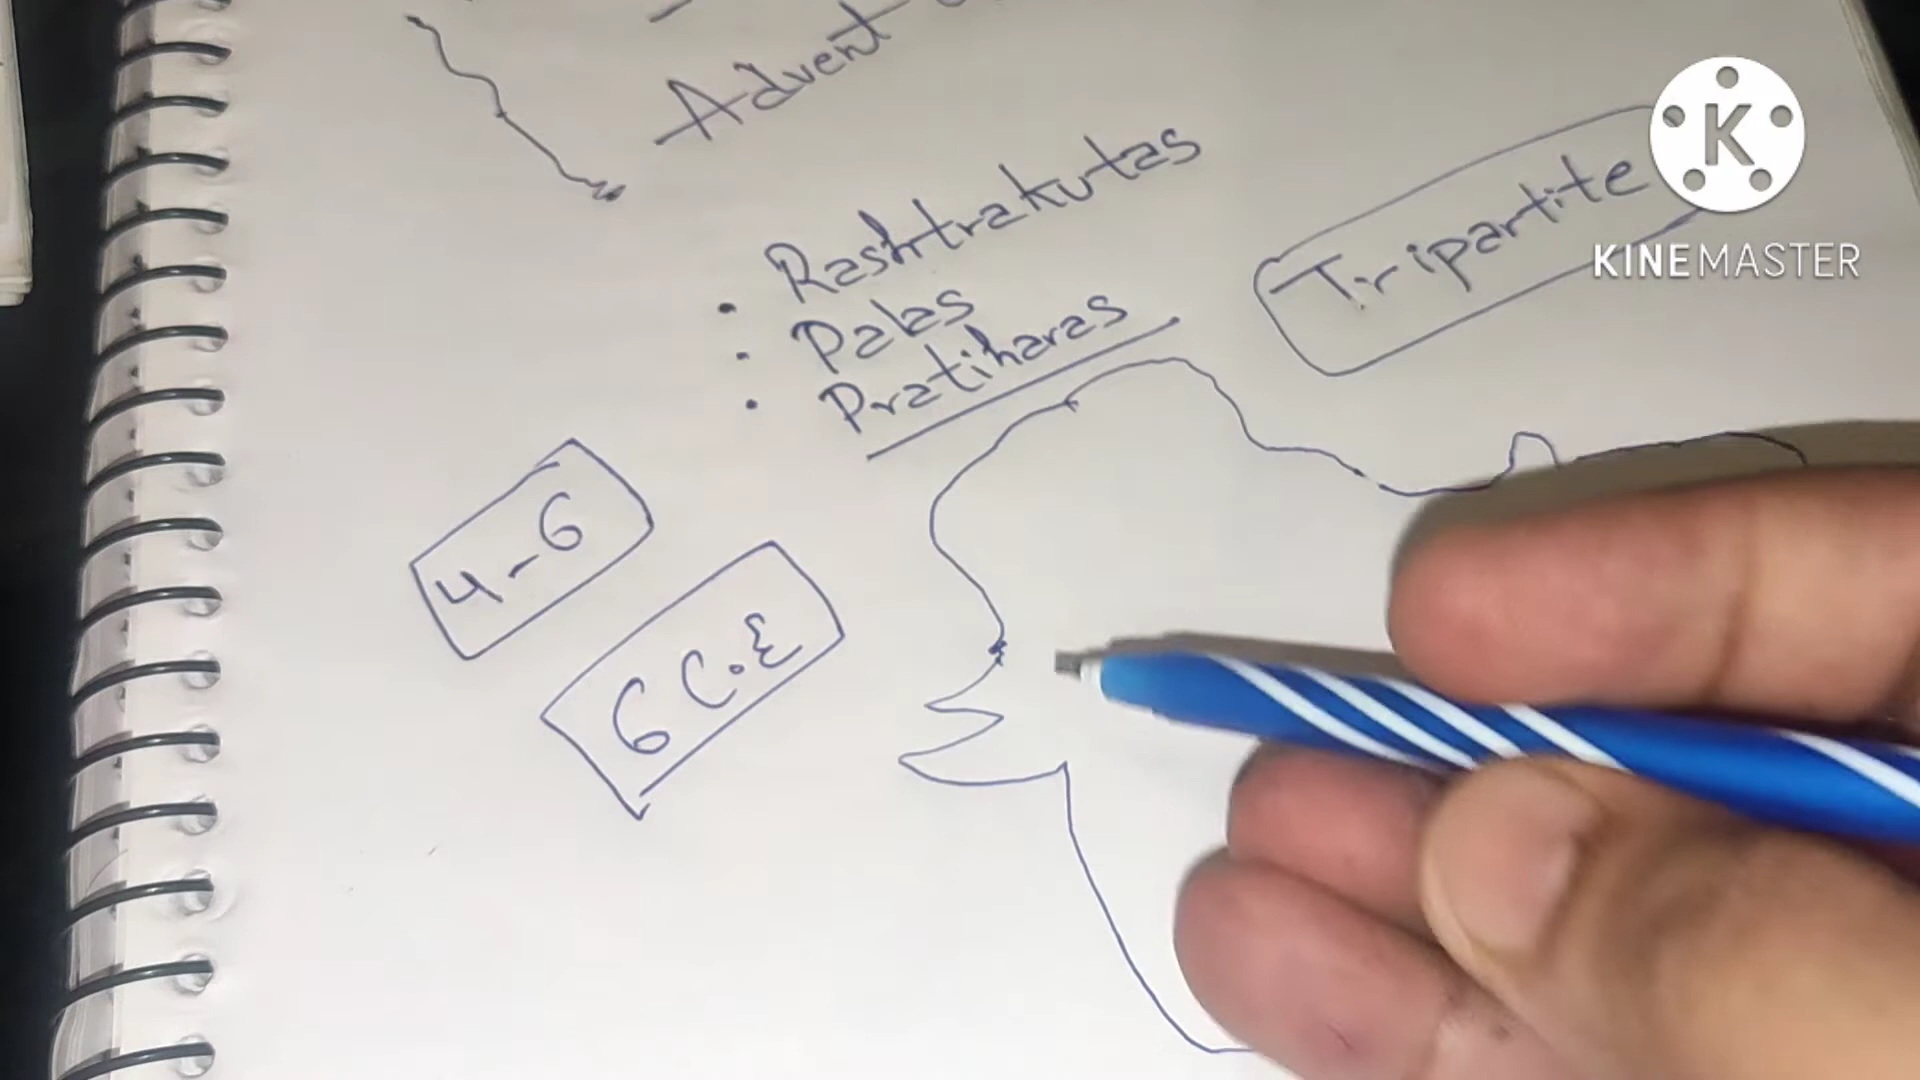 Advent
• Rashtrakutas
• Palas
• Pratiharas
Tripartite
K
KINEMASTER
4-6
6 C.E